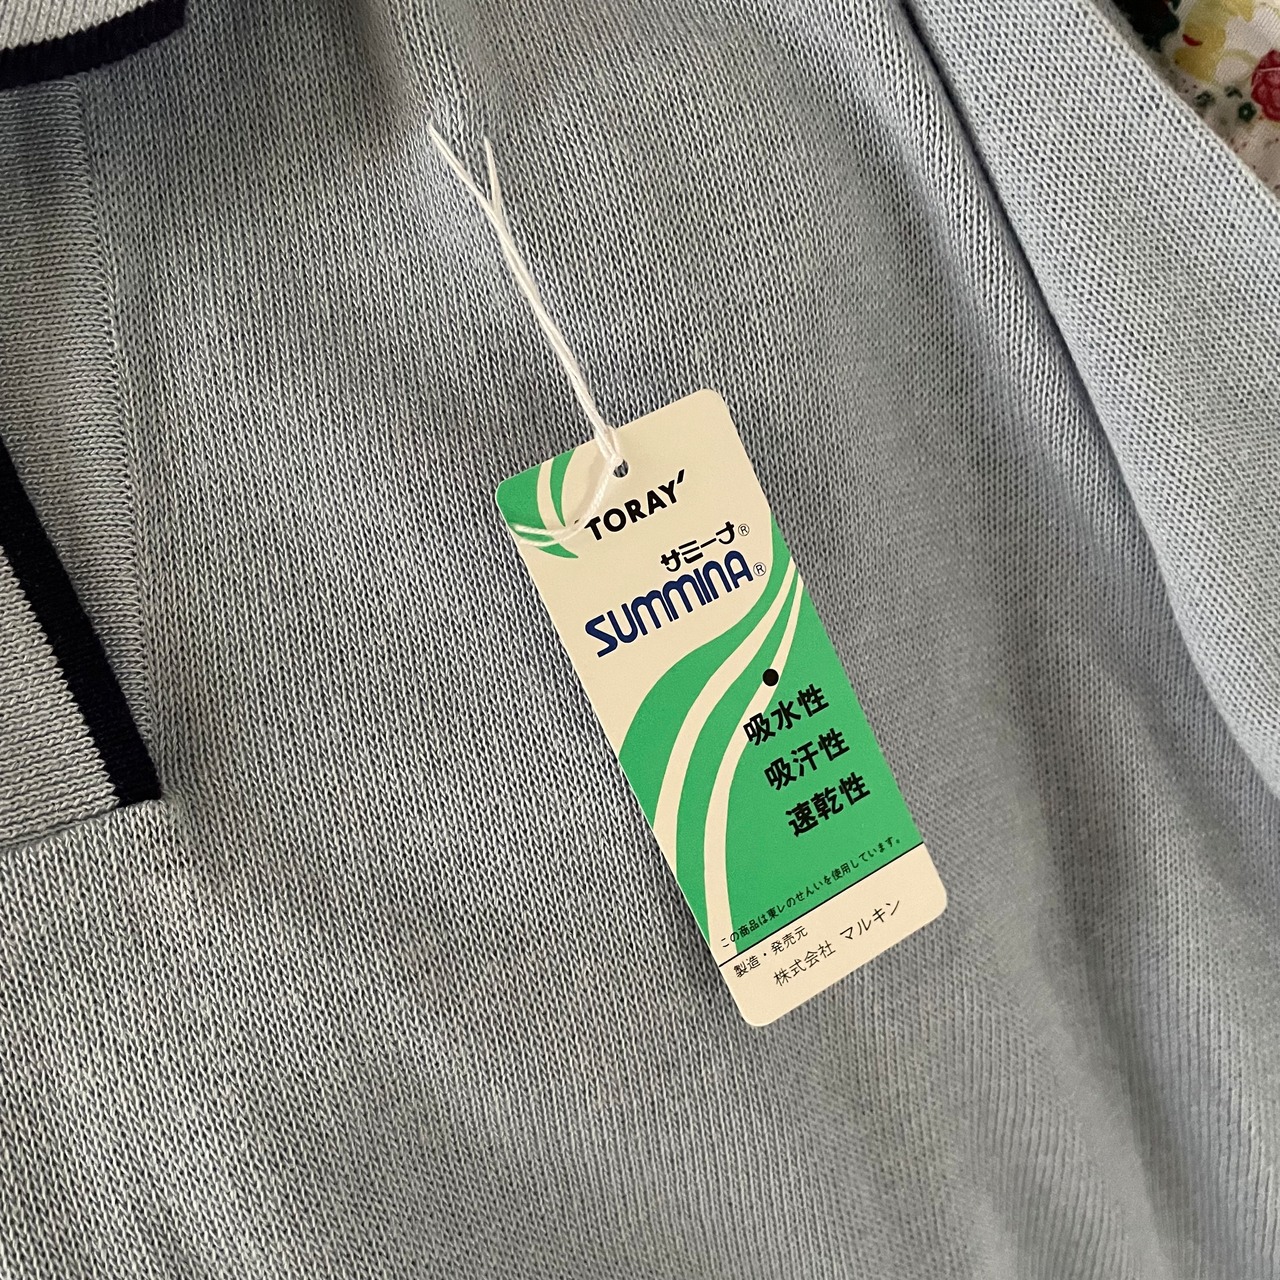 TORAY
サミーナ®
SUMMINA®
吸水性
吸汗性
速乾性
この商品は東レのせんいを使用しています。
製造・発売元
株式会社 マルキン